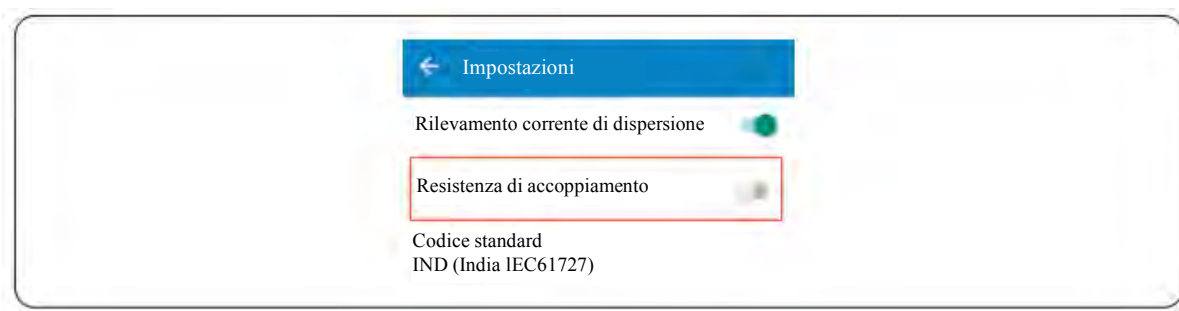 Impostazioni
Rilevamento corrente di dispersione
Resistenza di accoppiamento
Codice standard
IND (India lEC61727)